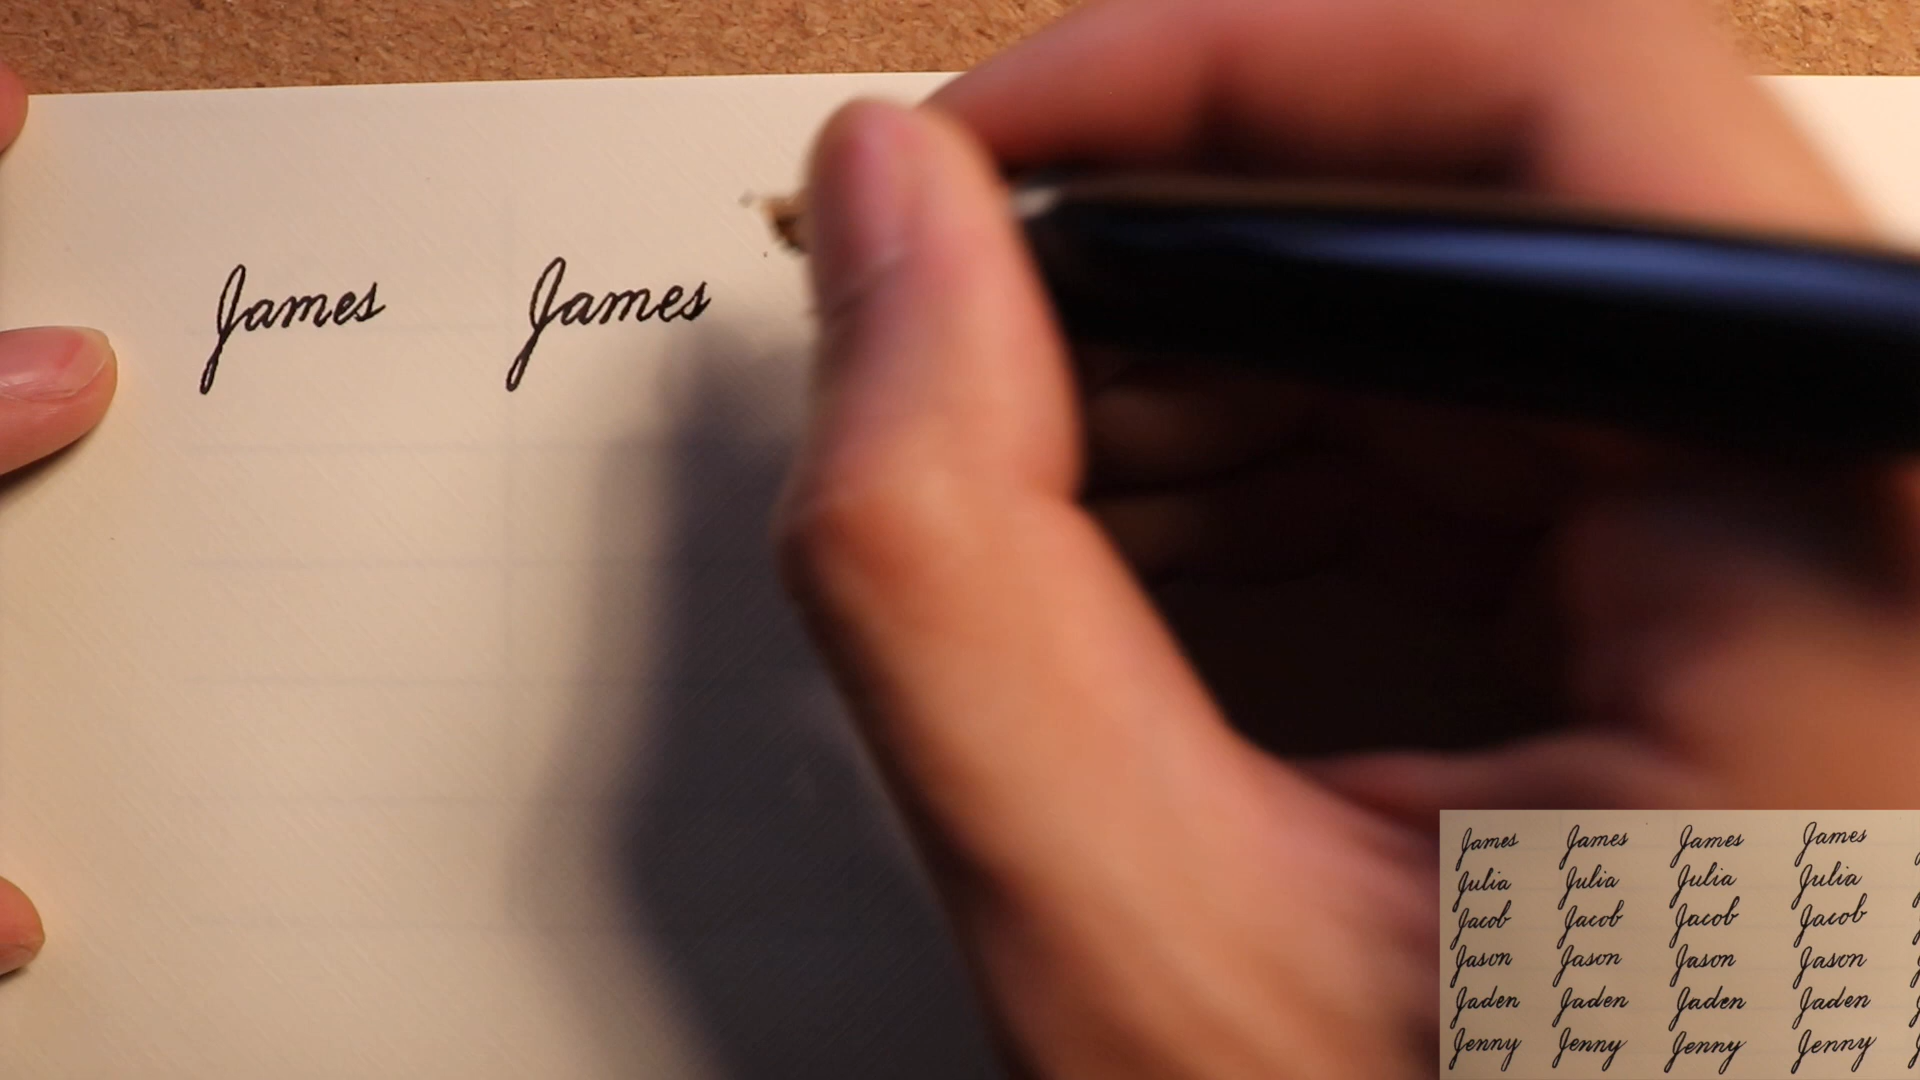 James James
James James James James
Julia Julia Julia Julia
Jacob Jacob Jacob Jacob
Jason Jason Jason Jason
Jaden Jaden Jaden Jaden
Jenny Jenny Jenny Jenny